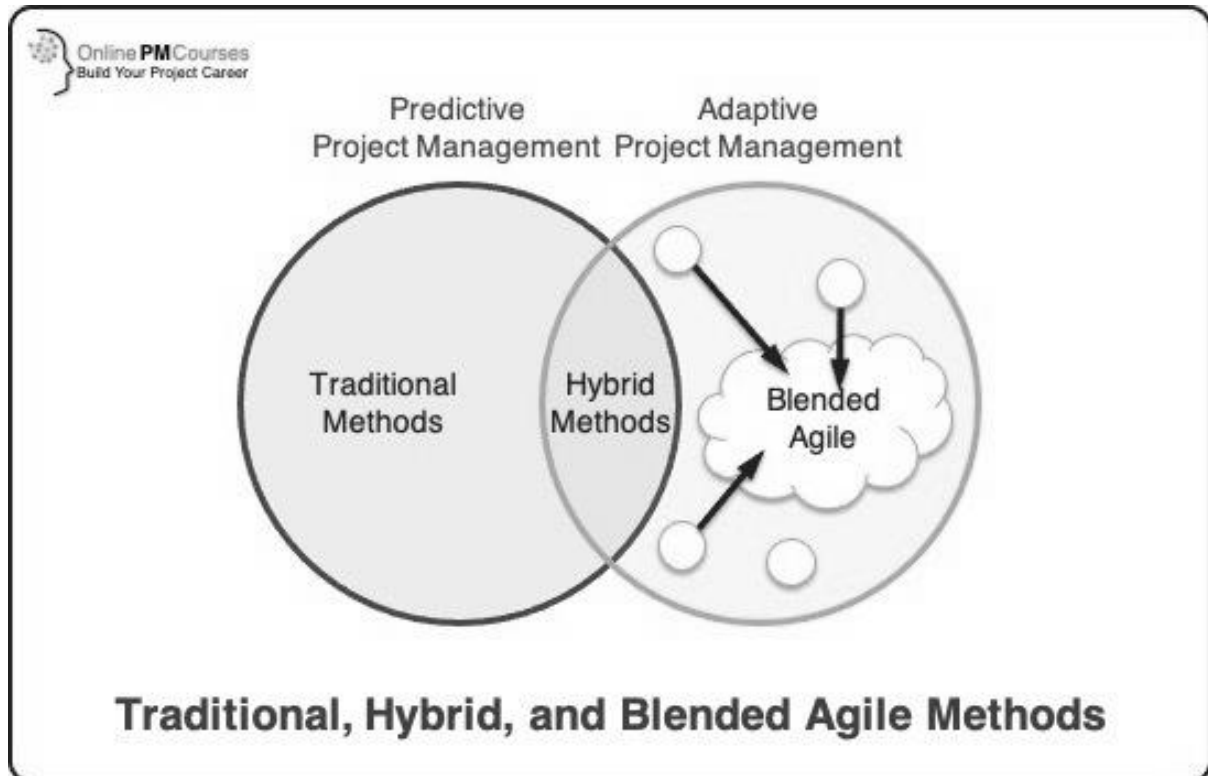 Online PMCourses
Build Your Project Career
Predictive
Project Management
Adaptive
Project Management
Traditional
Methods
Hybrid
Methods
Blended
Agile
Traditional, Hybrid, and Blended Agile Methods